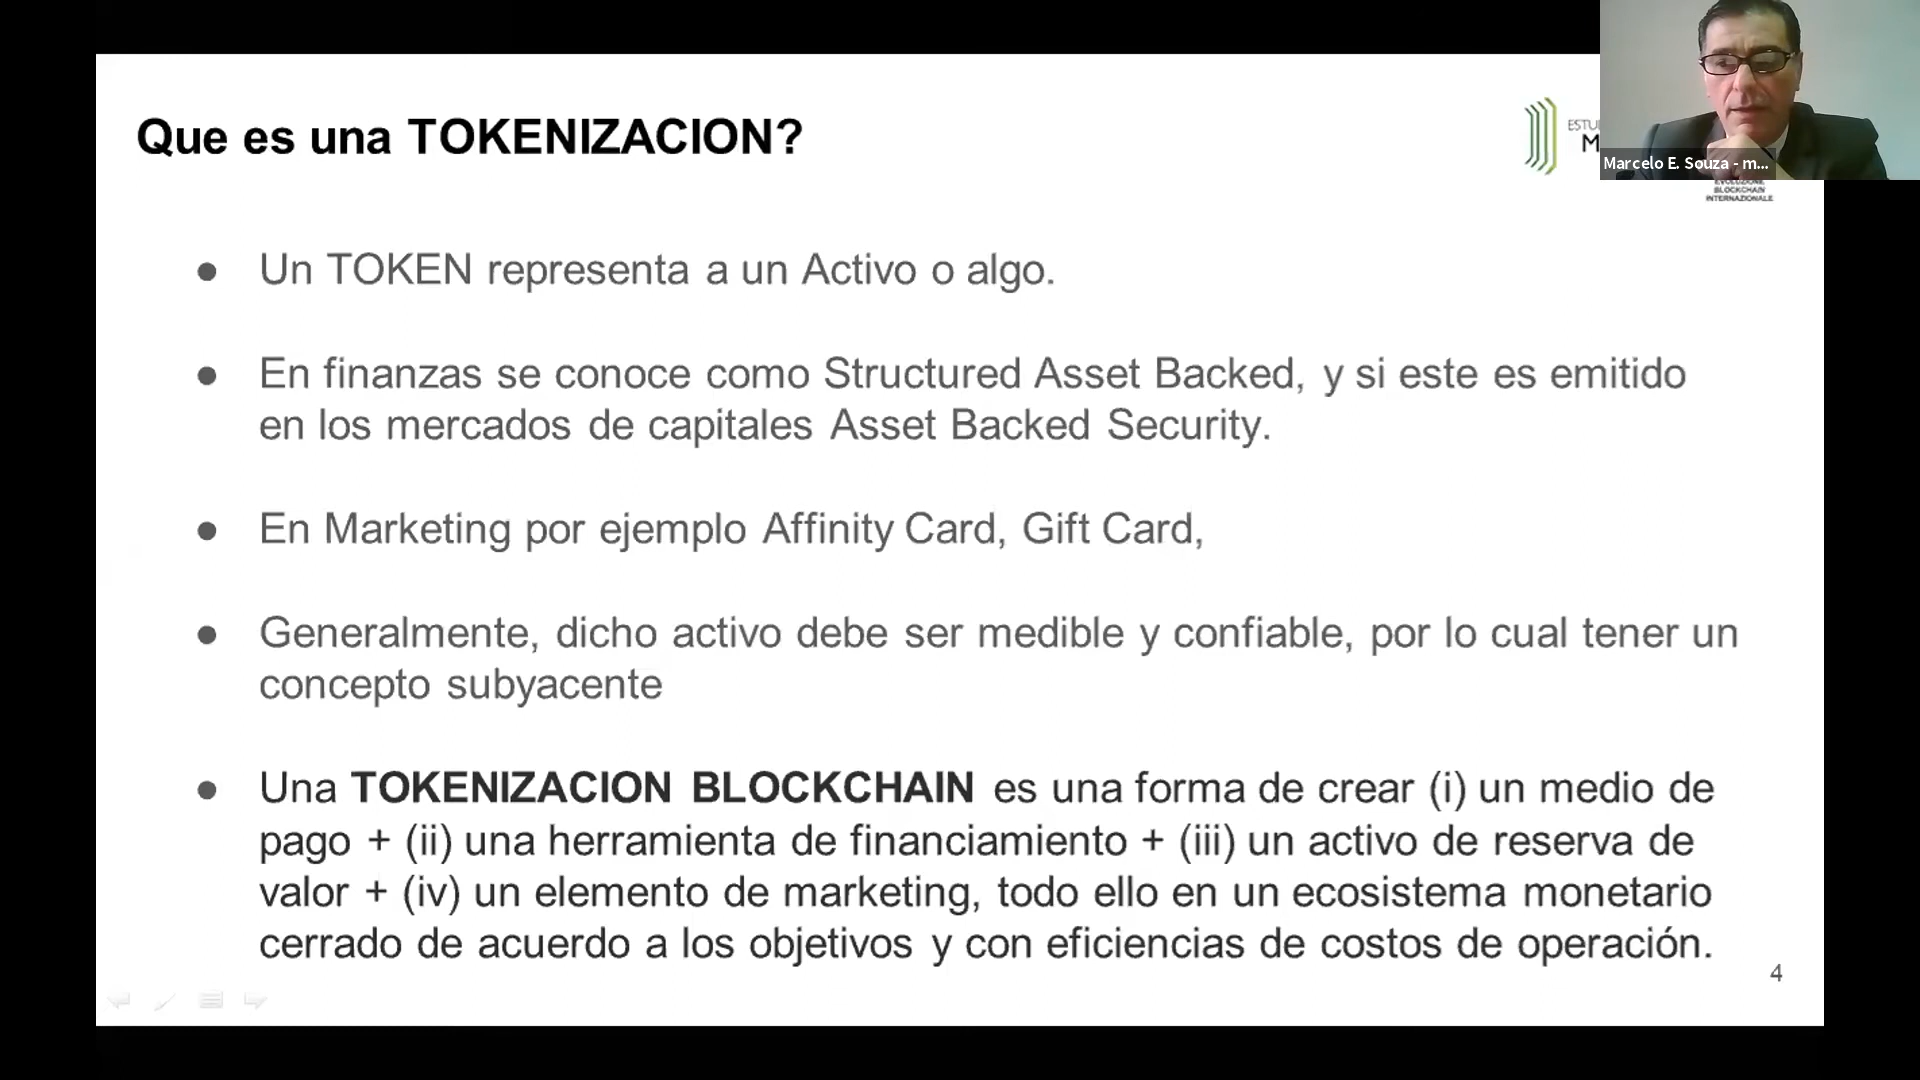 Que es una TOKENIZACION?
Marcelo E. Souza - m...
BLOCKCHAIN
INTERNAZIONALE
● Un TOKEN representa a un Activo o algo.
● En finanzas se conoce como Structured Asset Backed, y si este es emitido
en los mercados de capitales Asset Backed Security.
● En Marketing por ejemplo Affinity Card, Gift Card,
● Generalmente, dicho activo debe ser medible y confiable, por lo cual tener un
concepto subyacente
● Una TOKENIZACION BLOCKCHAIN es una forma de crear (i) un medio de
pago + (ii) una herramienta de financiamiento + (iii) un activo de reserva de
valor + (iv) un elemento de marketing, todo ello en un ecosistema monetario
cerrado de acuerdo a los objetivos y con eficiencias de costos de operación.
4